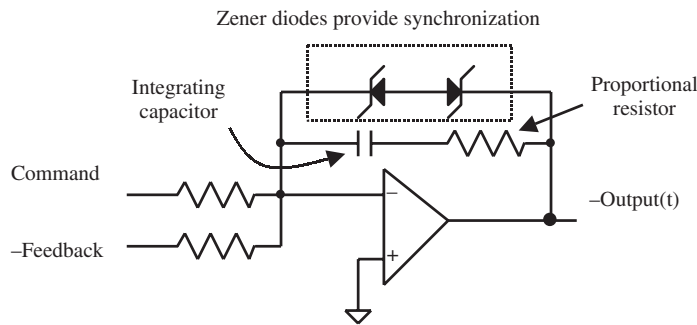 Zener diodes provide synchronization
Integrating
capacitor
Proportional
resistor
Command
–Output(t)
–Feedback
–
+